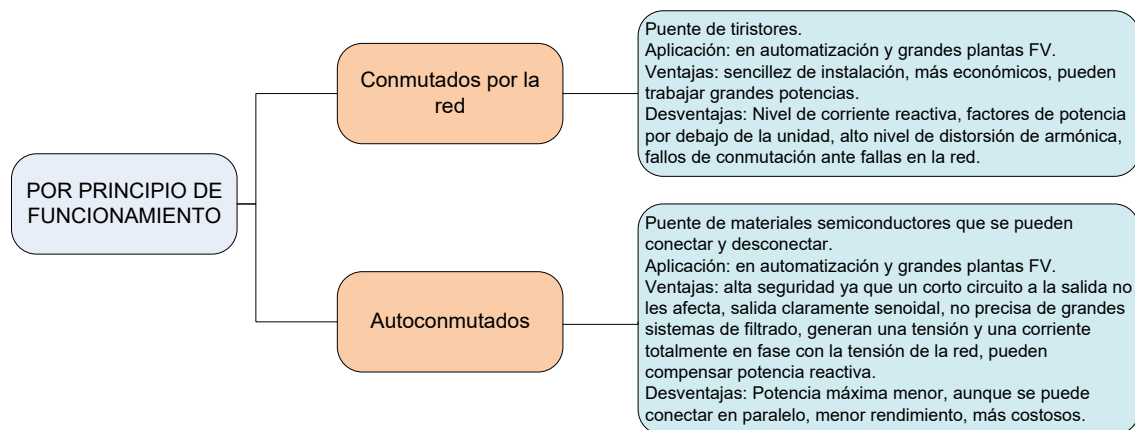 POR PRINCIPIO DE
FUNCIONAMIENTO
Conmutados por la
red
Puente de tiristores.
Aplicación: en automatización y grandes plantas FV.
Ventajas: sencillez de instalación, más económicos, pueden
trabajar grandes potencias.
Desventajas: Nivel de corriente reactiva, factores de potencia
por debajo de la unidad, alto nivel de distorsión de armónica,
fallos de conmutación ante fallas en la red.
Autoconmutados
Puente de materiales semiconductores que se pueden
conectar y desconectar.
Aplicación: en automatización y grandes plantas FV.
Ventajas: alta seguridad ya que un corto circuito a la salida no
les afecta, salida claramente senoidal, no precisa de grandes
sistemas de filtrado, generan una tensión y una corriente
totalmente en fase con la tensión de la red, pueden
compensar potencia reactiva.
Desventajas: Potencia máxima menor, aunque se puede
conectar en paralelo, menor rendimiento, más costosos.